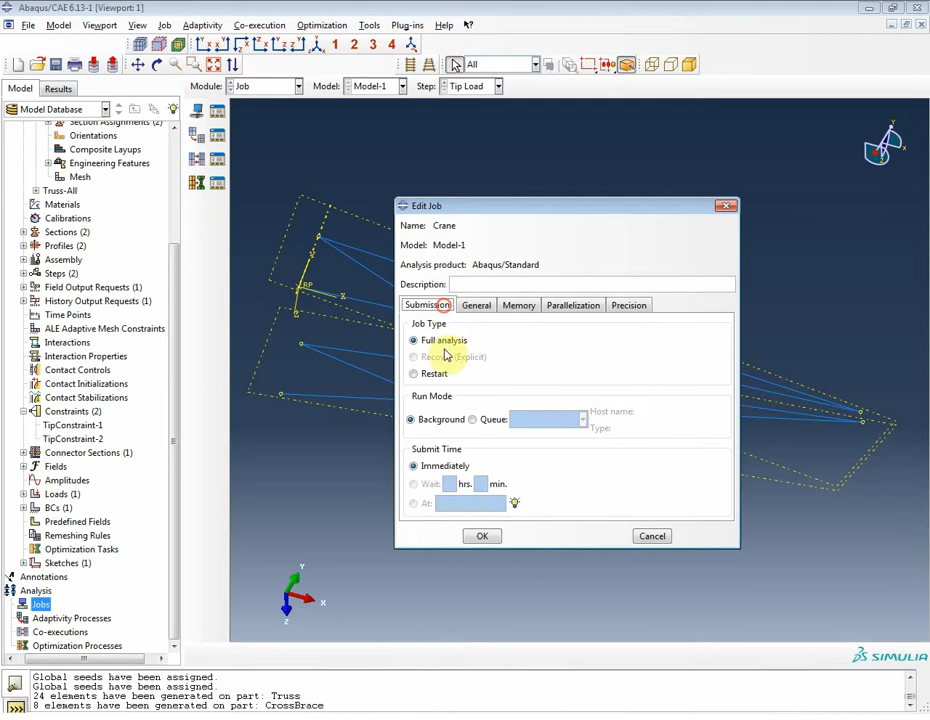 Abaqus/CAE 6.13-1 [Viewport: 1]
File Model Viewport View Job Adaptivity Co-execution Optimization Tools Plug-ins Help
1 2 3 4
All
Model Results Module: Job Model: Model-1 Step: Tip Load
Model Database
Section Assignments (2)
Orientations
Composite Layups
Engineering Features
Mesh
Truss-All
Materials
Calibrations
Sections (2)
Profiles (2)
Assembly
Steps (2)
Field Output Requests (1)
History Output Requests (1)
Time Points
ALE Adaptive Mesh Constraints
Interactions
Interaction Properties
Contact Controls
Contact Initializations
Contact Stabilizations
Constraints (2)
TipConstraint-1
TipConstraint-2
Connector Sections (1)
Fields
Amplitudes
Loads (1)
BCs (1)
Predefined Fields
Remeshing Rules
Optimization Tasks
Sketches (1)
Annotations
Analysis
Jobs
Adaptivity Processes
Co-executions
Optimization Processes
RP
X
Z
Edit Job
Name: Crane
Model: Model-1
Analysis product: Abaqus/Standard
Description:
Submission General Memory Parallelization Precision
Job Type
Full analysis
Recover (Explicit)
Restart
Run Mode
Background Queue: Host name:
Type:
Submit Time
Immediately
Wait: hrs. min.
At:
OK Cancel
Y
X
Z
SIMULIA
Global seeds have been assigned.
Global seeds have been assigned.
24 elements have been generated on part: Truss
8 elements have been generated on part: CrossBrace